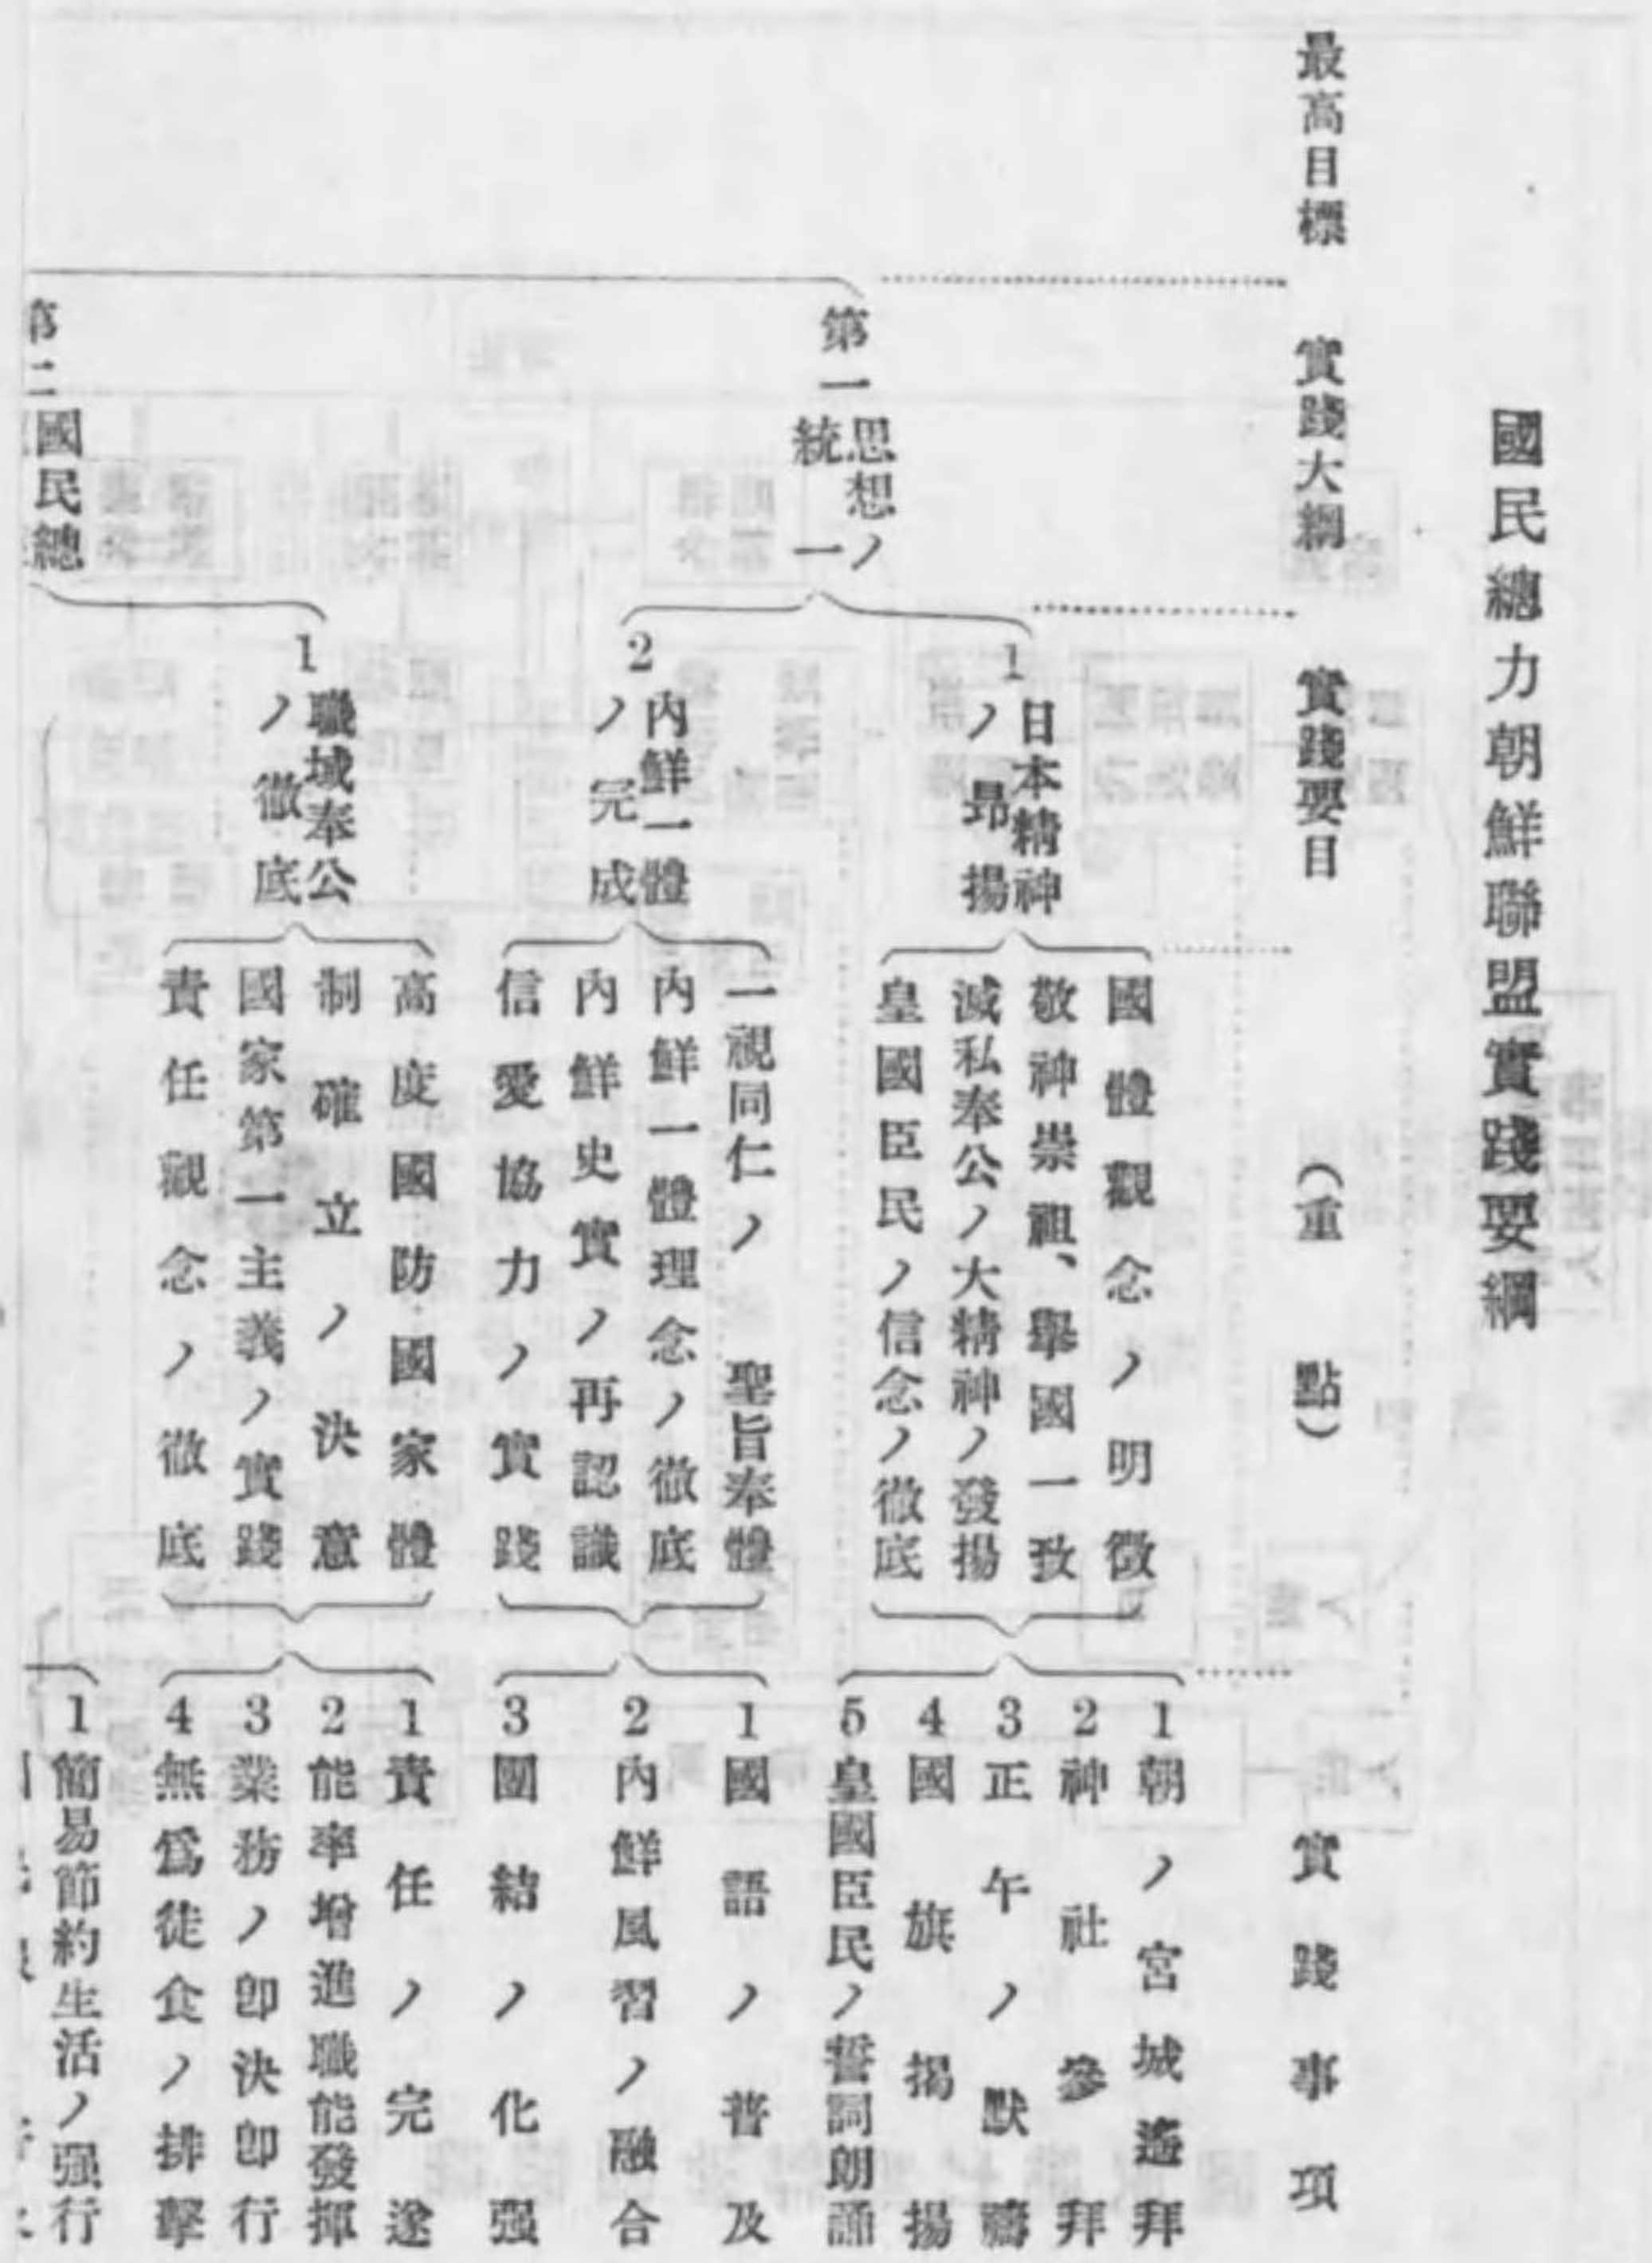 國民總力朝鮮聯盟實踐要綱
最高目標
實踐大綱
實踐要目
（重點）
實踐事項
第一
思想ノ
統一
1
日本精神
ノ昂揚
國體觀念ノ明徵
敬神崇祖、擧國一致
滅私奉公ノ大精神ノ發揚
皇國臣民ノ信念ノ徹底
1朝ノ宮城遙拜
2神社參拜
3正午ノ默禱
4國旗揭揚
5皇國臣民ノ誓詞朗誦
2
內鮮一體
ノ完成
一視同仁ノ聖旨奉體
內鮮一體理念ノ徹底
內鮮史實ノ再認識
信愛協力ノ實踐
1國語ノ普及
2內鮮風習ノ融合
3團結ノ强化
第二
國民總
1
職域奉公
ノ徹底
高度國防國家體
制確立ノ決意
國家第一主義ノ實踐
責任觀念ノ徹底
1責任ノ完遂
2能率增進職能發揮
3業務ノ卽決卽行
4無爲徒食ノ排擊
1簡易節約生活ノ强行